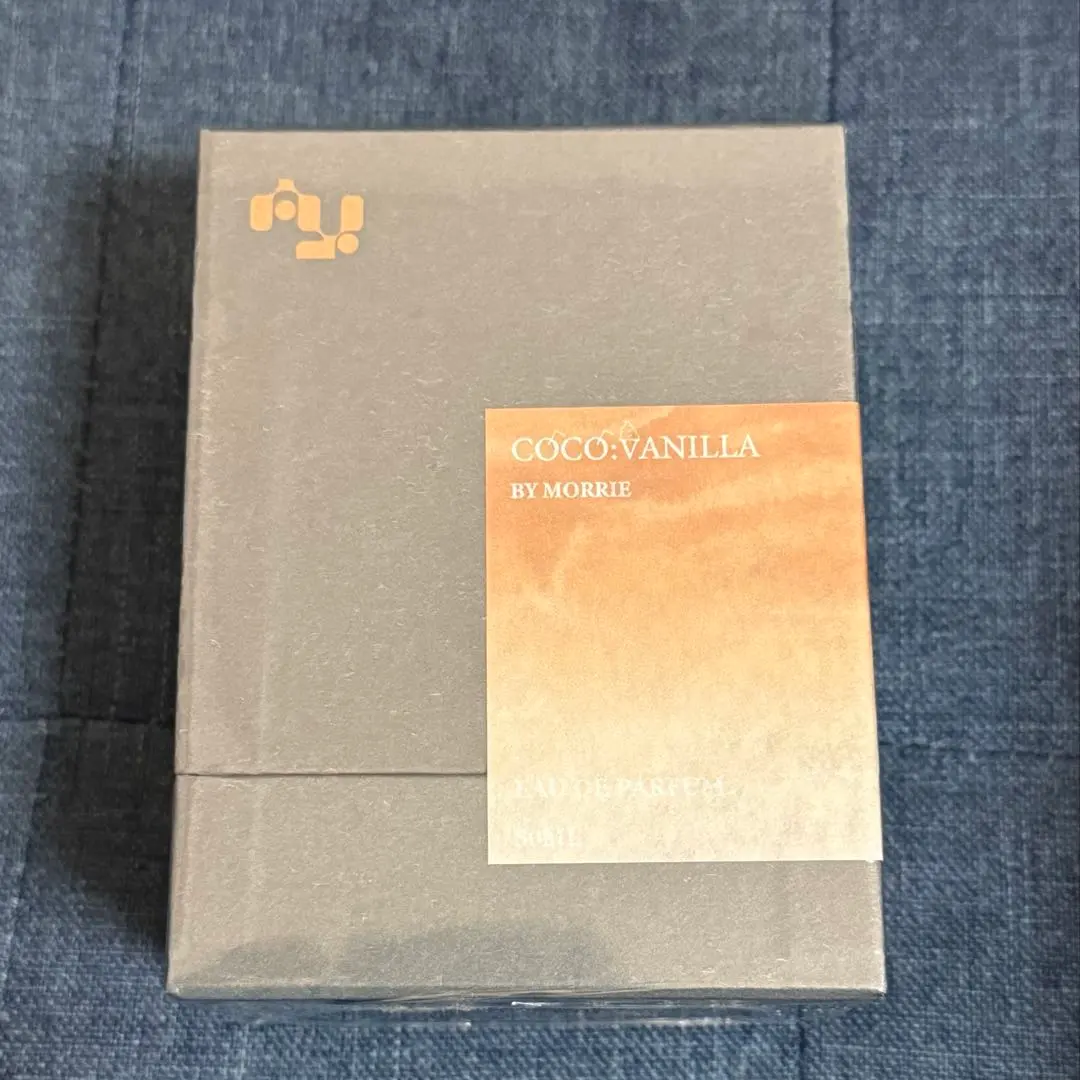 COCO:VANILLA
BY MORRIE
EAU DE PARFUM
50ML